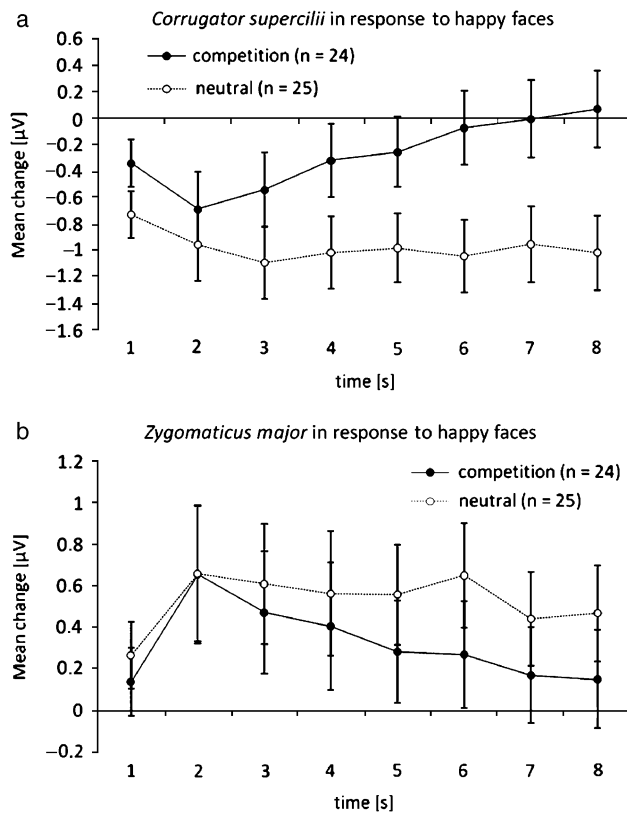 a
Corrugator supercilii in response to happy faces
competition (n = 24)
neutral (n = 25)
Mean change [µV]
0.6
0.4
0.2
0
−0.2
−0.4
−0.6
−0.8
−1
−1.2
−1.4
−1.6
1 2 3 4 5 6 7 8
time [s]
b
Zygomaticus major in response to happy faces
competition (n = 24)
neutral (n = 25)
Mean change [µV]
1.2
1
0.8
0.6
0.4
0.2
0
−0.2
1 2 3 4 5 6 7 8
time [s]